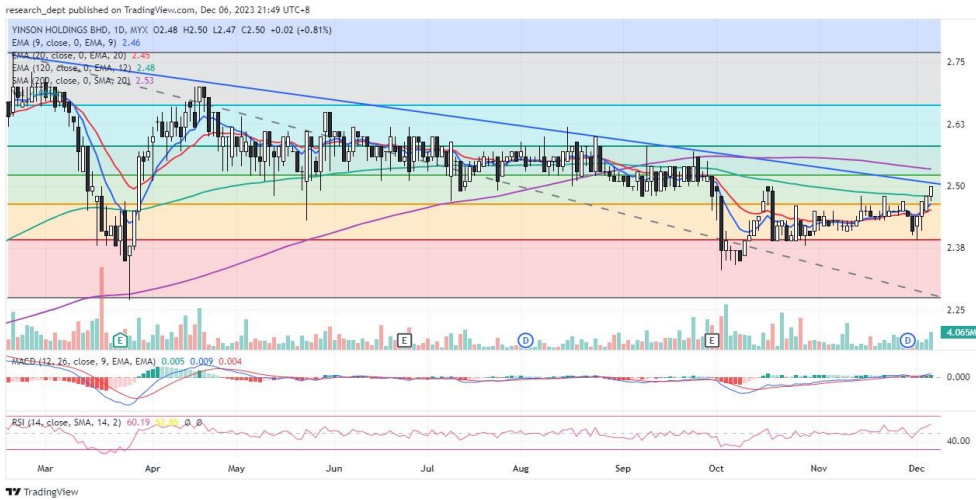 research_dept published on TradingView.com, Dec 06, 2023 21:49 UTC+8
YINSON HOLDINGS BHD, 1D, MYX O2.48 H2.50 L2.47 C2.50 +0.02 (+0.81%)
EMA (9, close, 0, EMA, 9) 2.46
EMA (20, close, 0, EMA, 20) 2.45
EMA (120, close, 0, EMA, 12) 2.48
SMA (200, close, 0, SMA, 20) 2.53
2.75
2.63
2.50
2.38
2.25
E E D E D
4.065M
MACD (12, 26, close, 9, EMA, EMA) 0.005 0.009 0.004
0.000
RSI (14, close, SMA, 14, 2) 60.19 Ø Ø
40.00
Mar Apr May Jun Jul Aug Sep Oct Nov Dec
TradingView